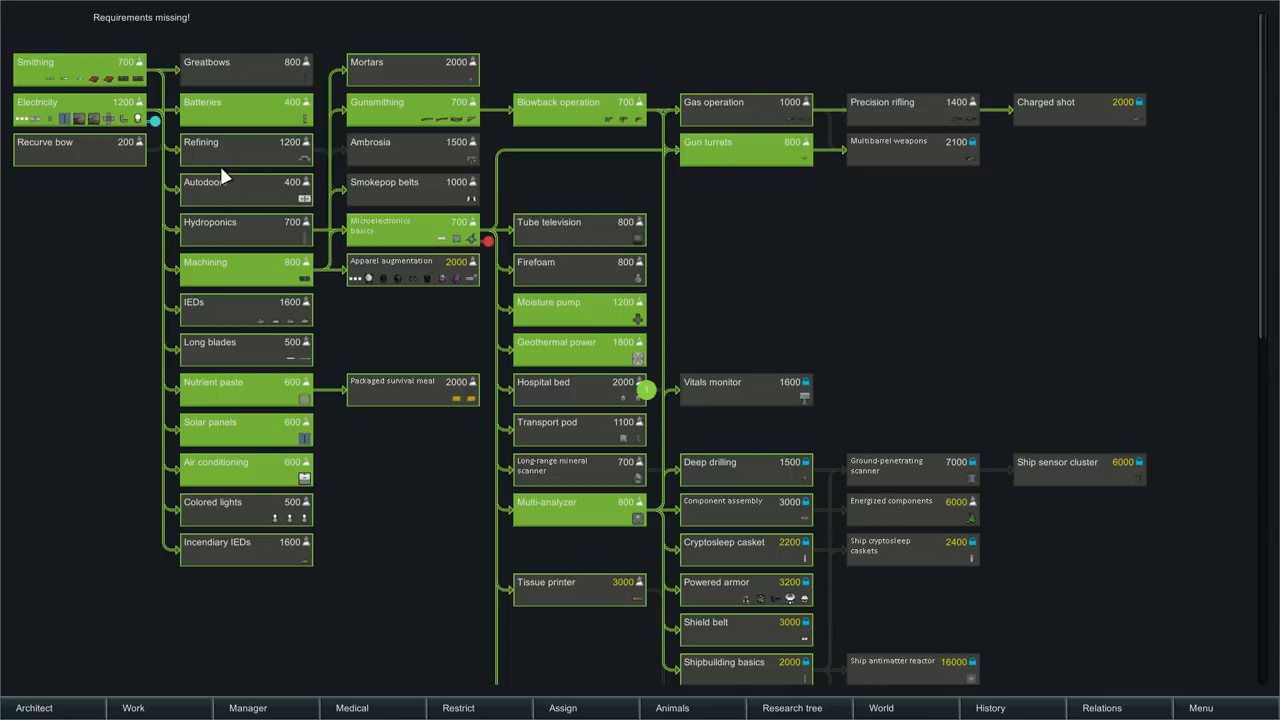 Requirements missing!
Smithing 700
Greatbows 800
Mortars 2000
Electricity 1200
Batteries 400
Gunsmithing 700
Blowback operation 700
Gas operation 1000
Precision rifling 1400
Charged shot 2000
Recurve bow 200
Refining 1200
Ambrosia 1500
Gun turrets 800
Multibarrel weapons 2100
Autodoor 400
Smokepop belts 1000
Hydroponics 700
Microelectronics basics 700
Tube television 800
Machining 800
Apparel augmentation 2000
Firefoam 800
IEDs 1600
Moisture pump 1200
Long blades 500
Geothermal power 1800
Nutrient paste 600
Packaged survival meal 2000
Hospital bed 2000
1
Vitals monitor 1600
Solar panels 600
Transport pod 1100
Air conditioning 600
Long-range mineral scanner 700
Deep drilling 1500
Ground-penetrating scanner 7000
Ship sensor cluster 6000
Colored lights 500
Multi-analyzer 800
Component assembly 3000
Energized components 6000
Incendiary IEDs 1600
Cryptosleep casket 2200
Ship cryptosleep caskets 2400
Tissue printer 3000
Powered armor 3200
Shield belt 3000
Shipbuilding basics 2000
Ship antimatter reactor 16000
Architect
Work
Manager
Medical
Restrict
Assign
Animals
Research tree
World
History
Relations
Menu